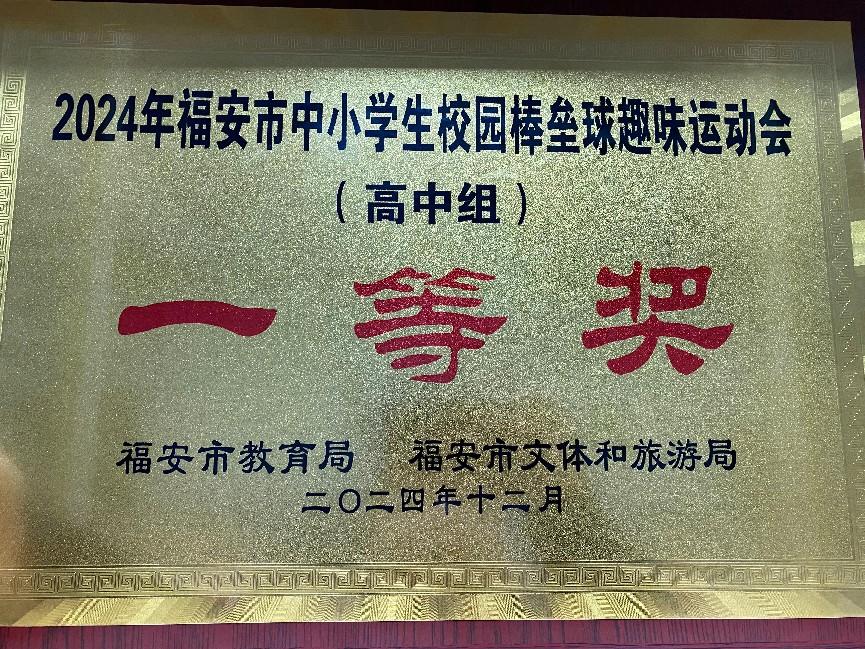 2024年福安市中小学生校园棒垒球趣味运动会
（高中组）
一等奖
福安市教育局 福安市文体和旅游局
二〇二四年十二月